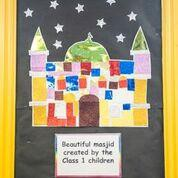 Beautiful masjid
created by the
Class 1 children